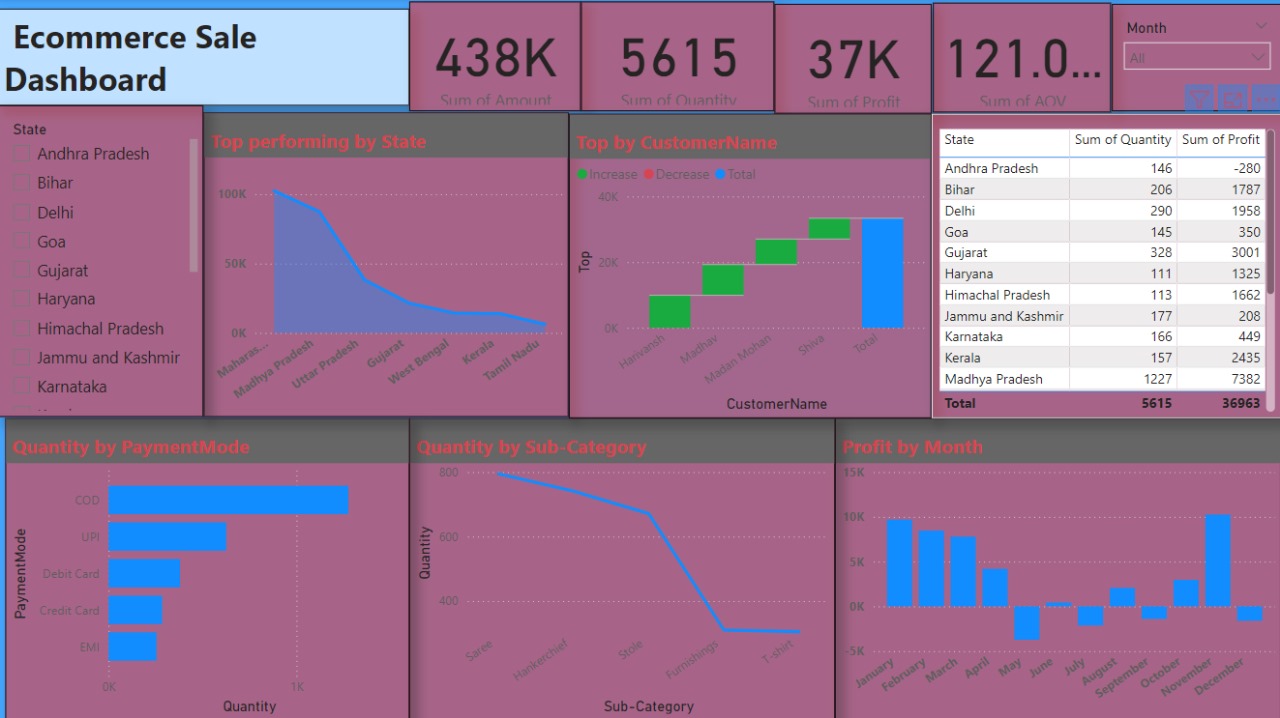 Ecommerce Sale
Dashboard
438K
Sum of Amount
5615
Sum of Quantity
37K
Sum of Profit
121.0...
Sum of AOV
Month
All
State
Andhra Pradesh
Bihar
Delhi
Goa
Gujarat
Haryana
Himachal Pradesh
Jammu and Kashmir
Karnataka
Top performing by State
100K
50K
0K
Maharas...
Madhya Pradesh
Uttar Pradesh
Gujarat
West Bengal
Kerala
Tamil Nadu
Top by CustomerName
Increase Decrease Total
Top
40K
20K
0K
Harivansh
Madhav
Madan Mohan
Shiva
Total
CustomerName
State Sum of Quantity Sum of Profit
Andhra Pradesh 146 -280
Bihar 206 1787
Delhi 290 1958
Goa 145 350
Gujarat 328 3001
Haryana 111 1325
Himachal Pradesh 113 1662
Jammu and Kashmir 177 208
Karnataka 166 449
Kerala 157 2435
Madhya Pradesh 1227 7382
Total 5615 36963
Quantity by PaymentMode
PaymentMode
COD
UPI
Debit Card
Credit Card
EMI
0K 1K
Quantity
Quantity by Sub-Category
Quantity
800
600
400
Saree
Hankerchief
Stole
Furnishings
T-shirt
Sub-Category
Profit by Month
15K
10K
5K
0K
-5K
January
February
March
April
May
June
July
August
September
October
November
December